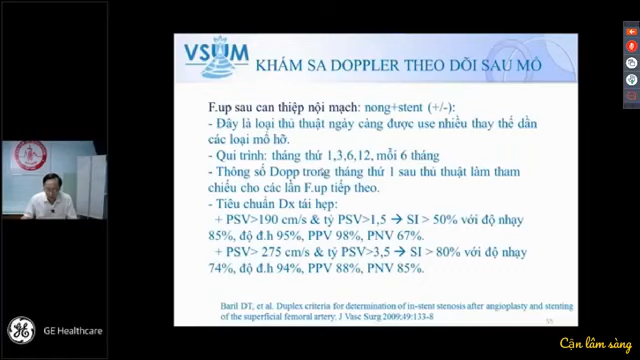 VSUM
KHÁM SA DOPPLER THEO DÕI SAU MỔ
F.up sau can thiệp nội mạch: nong+stent (+/-):
- Đây là loại thủ thuật ngày càng được use nhiều thay thế dần
các loại mổ hở.
- Qui trình: tháng thứ 1,3,6,12, mỗi 6 tháng
- Thông số Dopp trong tháng thứ 1 sau thủ thuật làm tham
chiếu cho các lần F.up tiếp theo.
- Tiêu chuẩn Dx tái hẹp:
+ PSV>190 cm/s & tỷ PSV>1,5 → SI > 50% với độ nhạy
85%, độ đ.h 95%, PPV 98%, PNV 67%.
+ PSV> 275 cm/s & tỷ PSV>3,5 → SI > 80% với độ nhạy
74%, độ đ.h 94%, PPV 88%, PNV 85%.
Baril DT, et al. Duplex criteria for determination of in-stent stenosis after angioplasty and stenting
of the superficial femoral artery. J Vasc Surg 2009;49:133-8
GE Healthcare
Cận lâm sàng